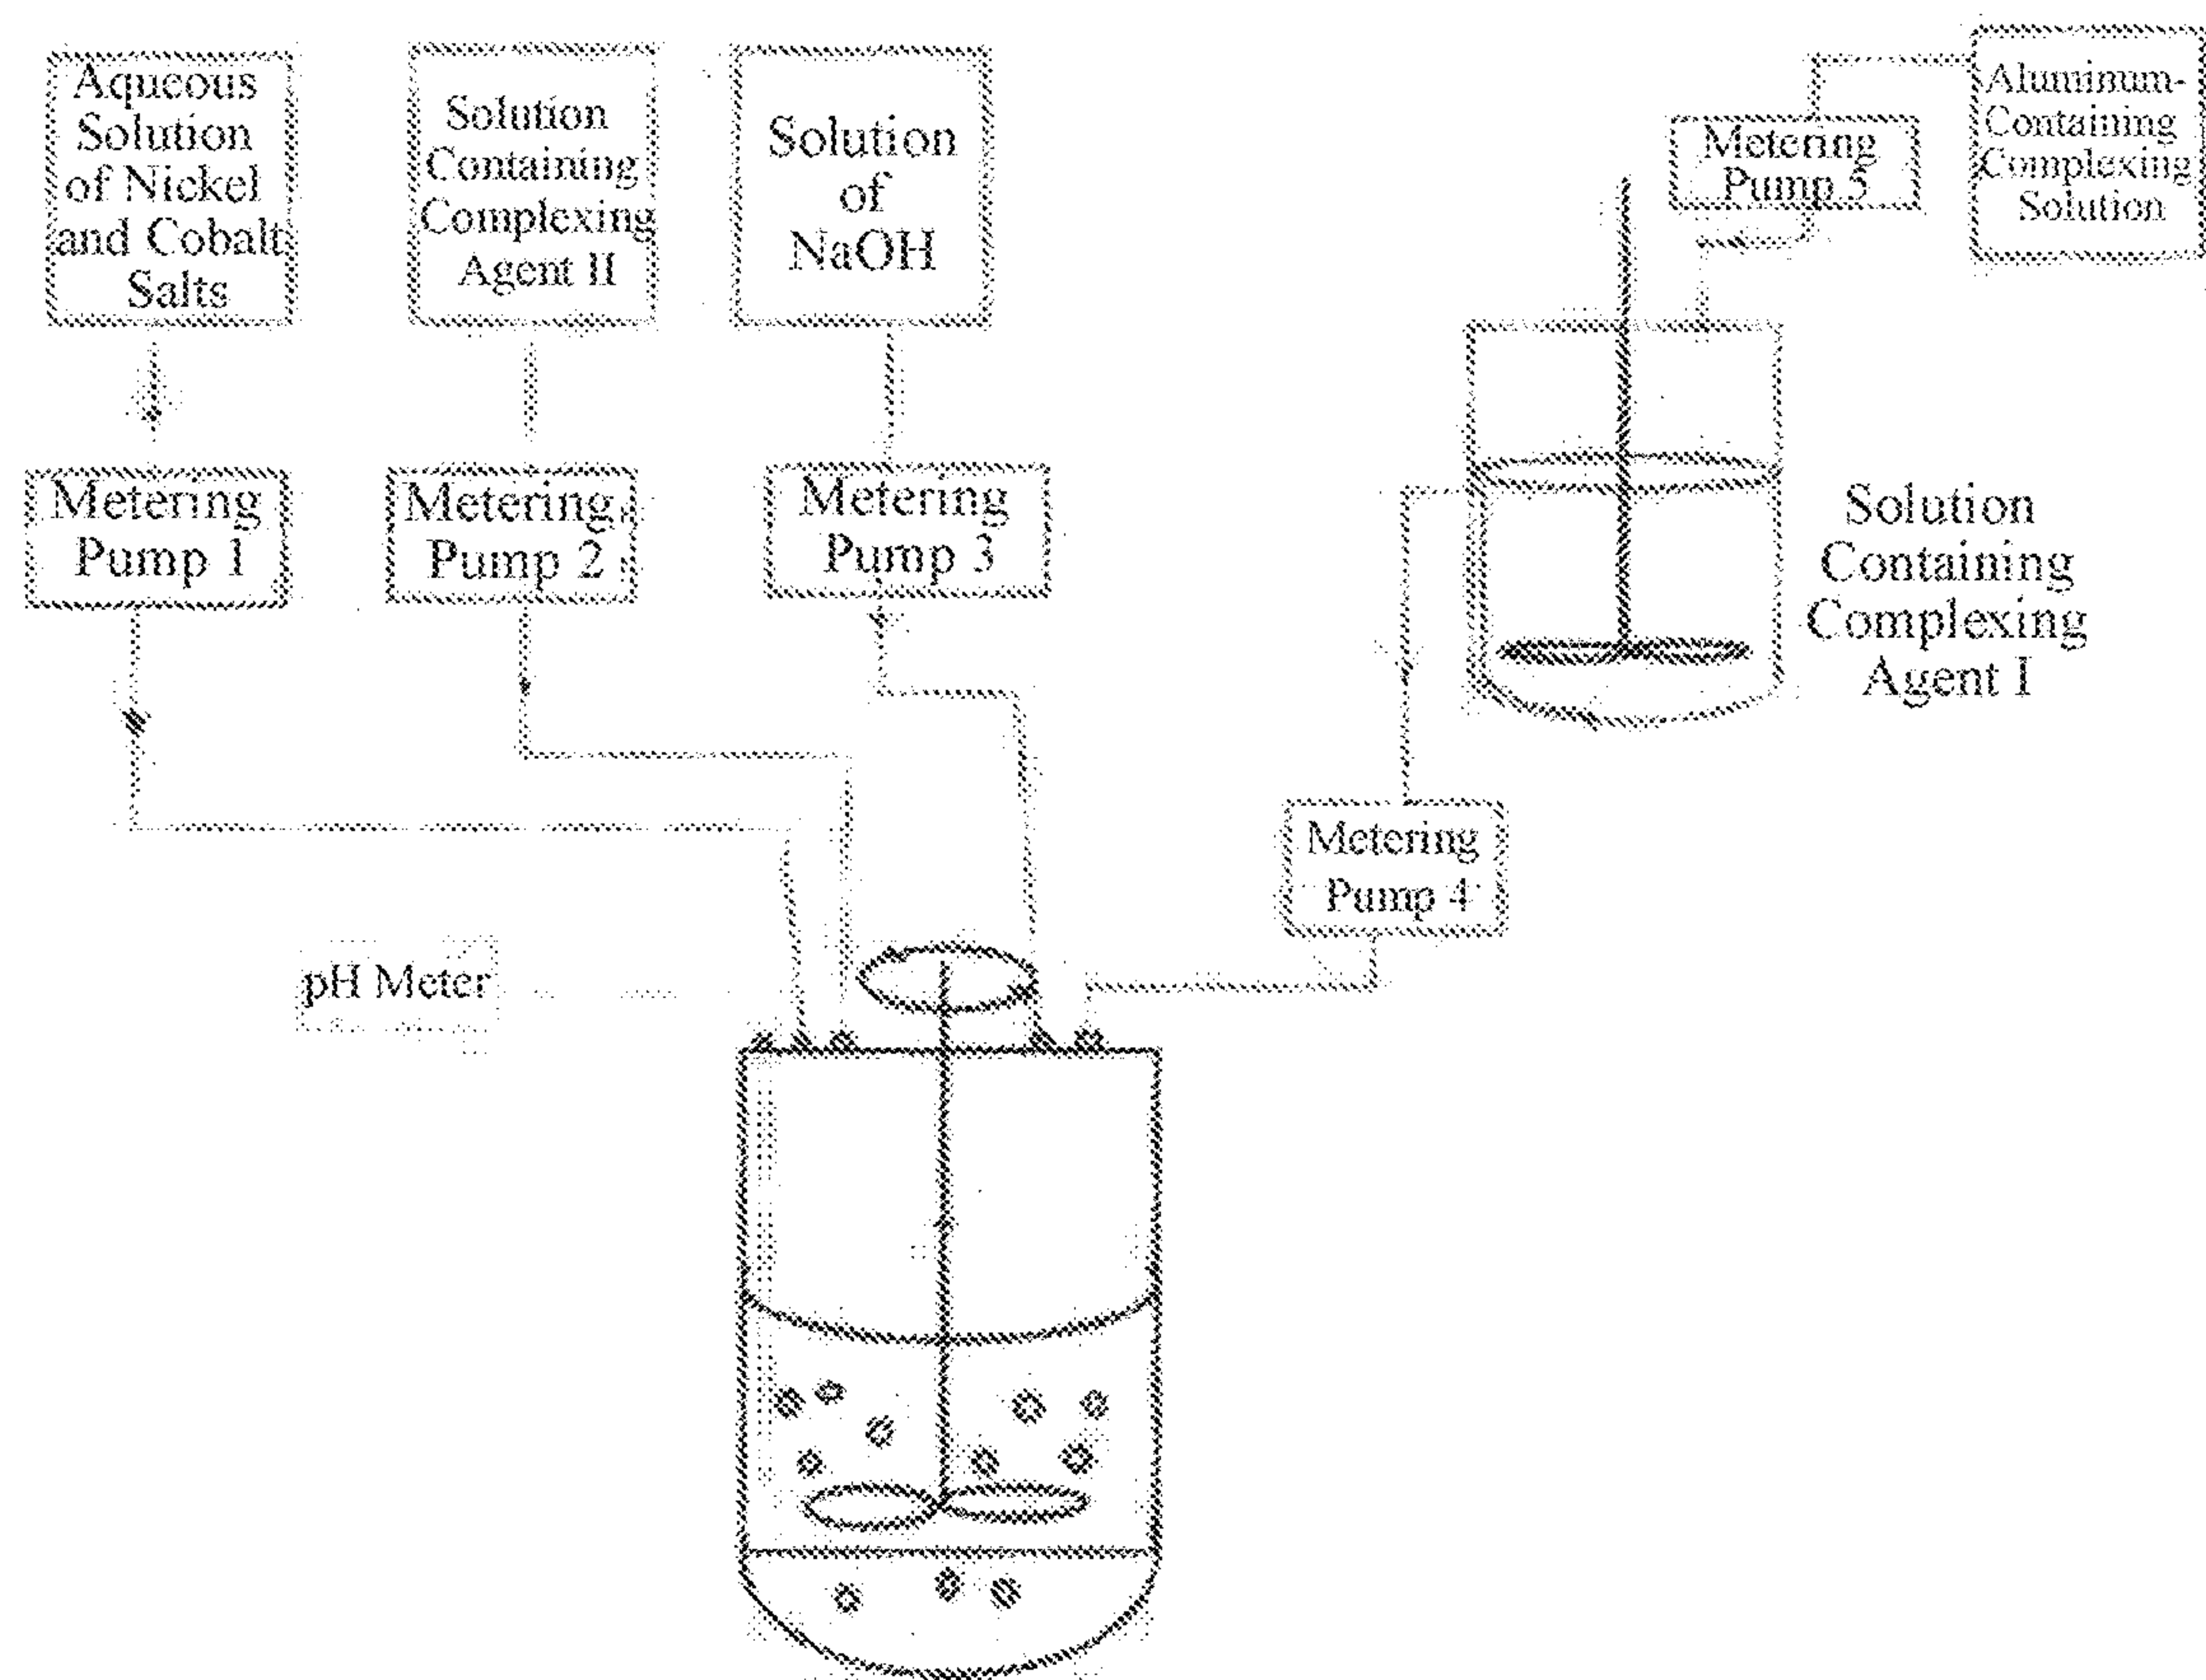 Aqueous
Solution
of Nickel
and Cobalt
Salts
Solution
Containing
Complexing
Agent II
Solution
of
NaOH
Metering
Pump 5
Aluminum-
Containing
Complexing
Solution
Metering
Pump 1
Metering
Pump 2
Metering
Pump 3
Solution
Containing
Complexing
Agent I
Metering
Pump 4
pH Meter